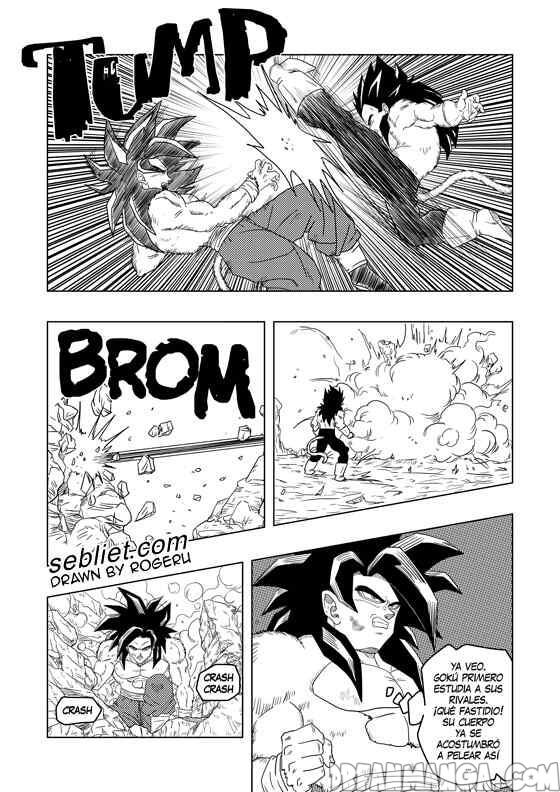 TUMP
BROM
sebliet.com
DRAWN BY ROGERU
CRASH
CRASH
CRASH
YA VEO.
GOKÚ PRIMERO
ESTUDIA A SUS
RIVALES.
¡QUÉ FASTIDIO!
SU CUERPO
YA SE
ACOSTUMBRÓ
A PELEAR ASÍ
DREANMANGA.COM